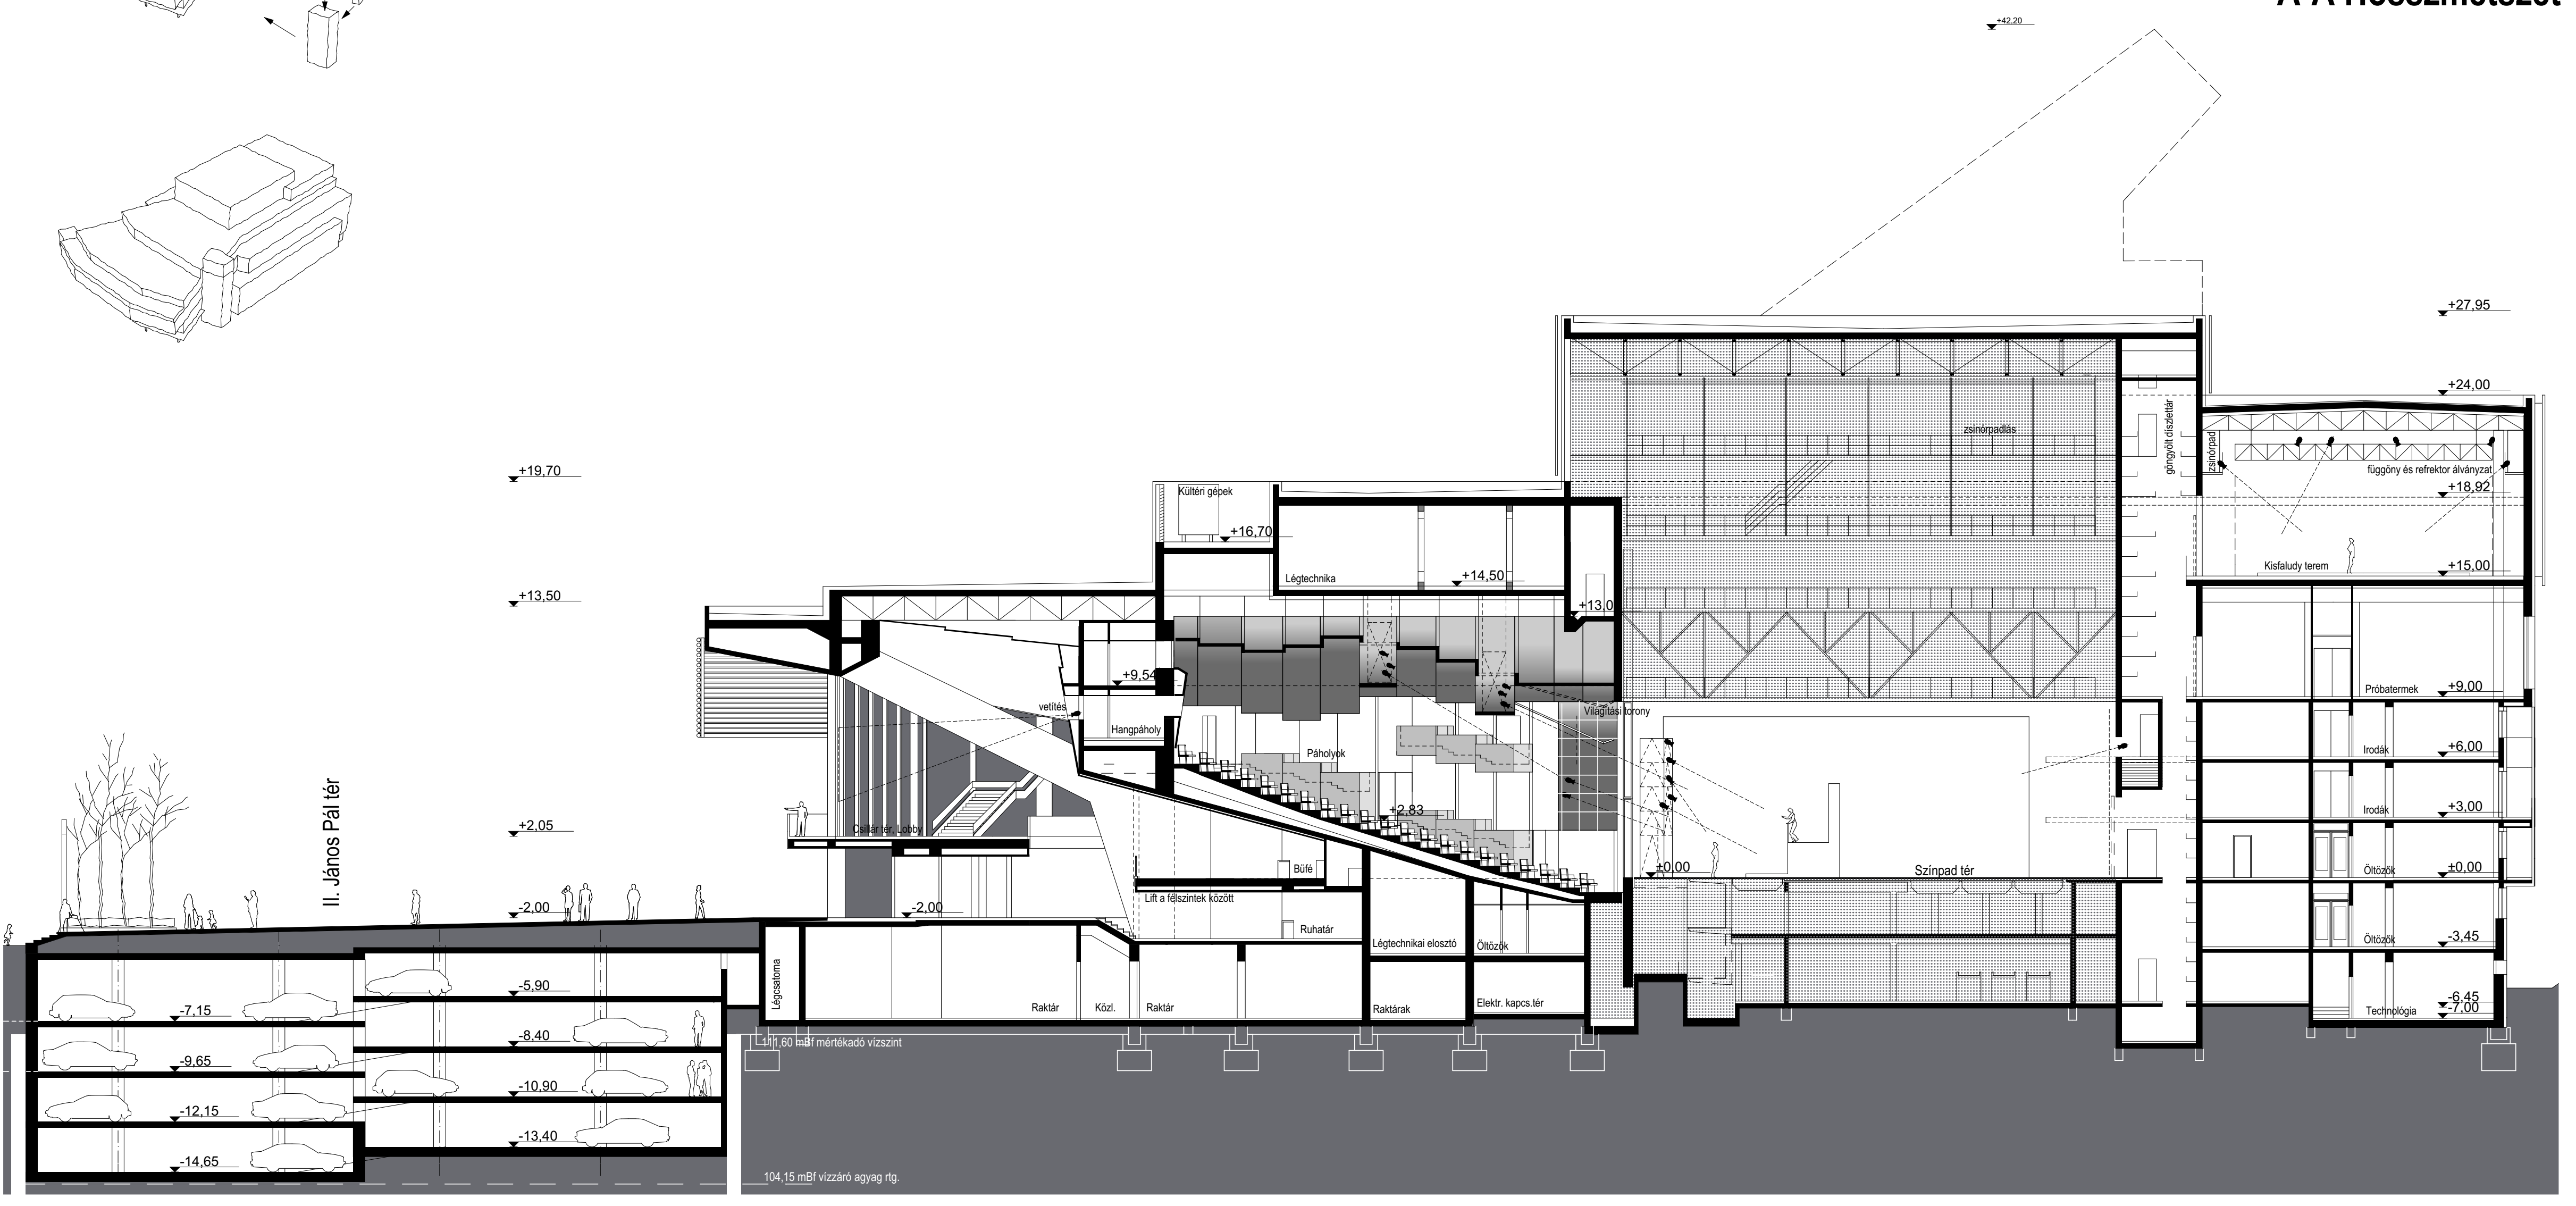 +42,20
+27,95
+24,00
zsinórpadlás
göngyölt díszlettár
zsinórpad
függöny és refrektor álványzat
+19,70
+18,92
Kültéri gépek
+16,70
Kisfaludy terem
+15,00
Légtechnika
+14,50
+13,50
+13,0
+9,54
Próbatermek
+9,00
vetítés
Világítási torony
Hangpáholy
Páholyok
Irodák
+6,00
II. János Pál tér
+2,05
Csillár tér, Lobby
+2,83
Irodák
+3,00
Büfé
±0,00
Színpad tér
Öltözők
±0,00
-2,00
-2,00
Lift a félszintek között
Ruhatár
Légtechnikai elosztó
Öltözők
Öltözők
-3,45
Légcsatorna
-5,90
-7,15
Raktár
Közl.
Raktár
Raktárak
Elektr. kapcs.tér
Technológia
-6,45
-7,00
-8,40
111,60 mBf mértékadó vízszint
-9,65
-10,90
-12,15
-13,40
-14,65
104,15 mBf vízzáró agyag rtg.